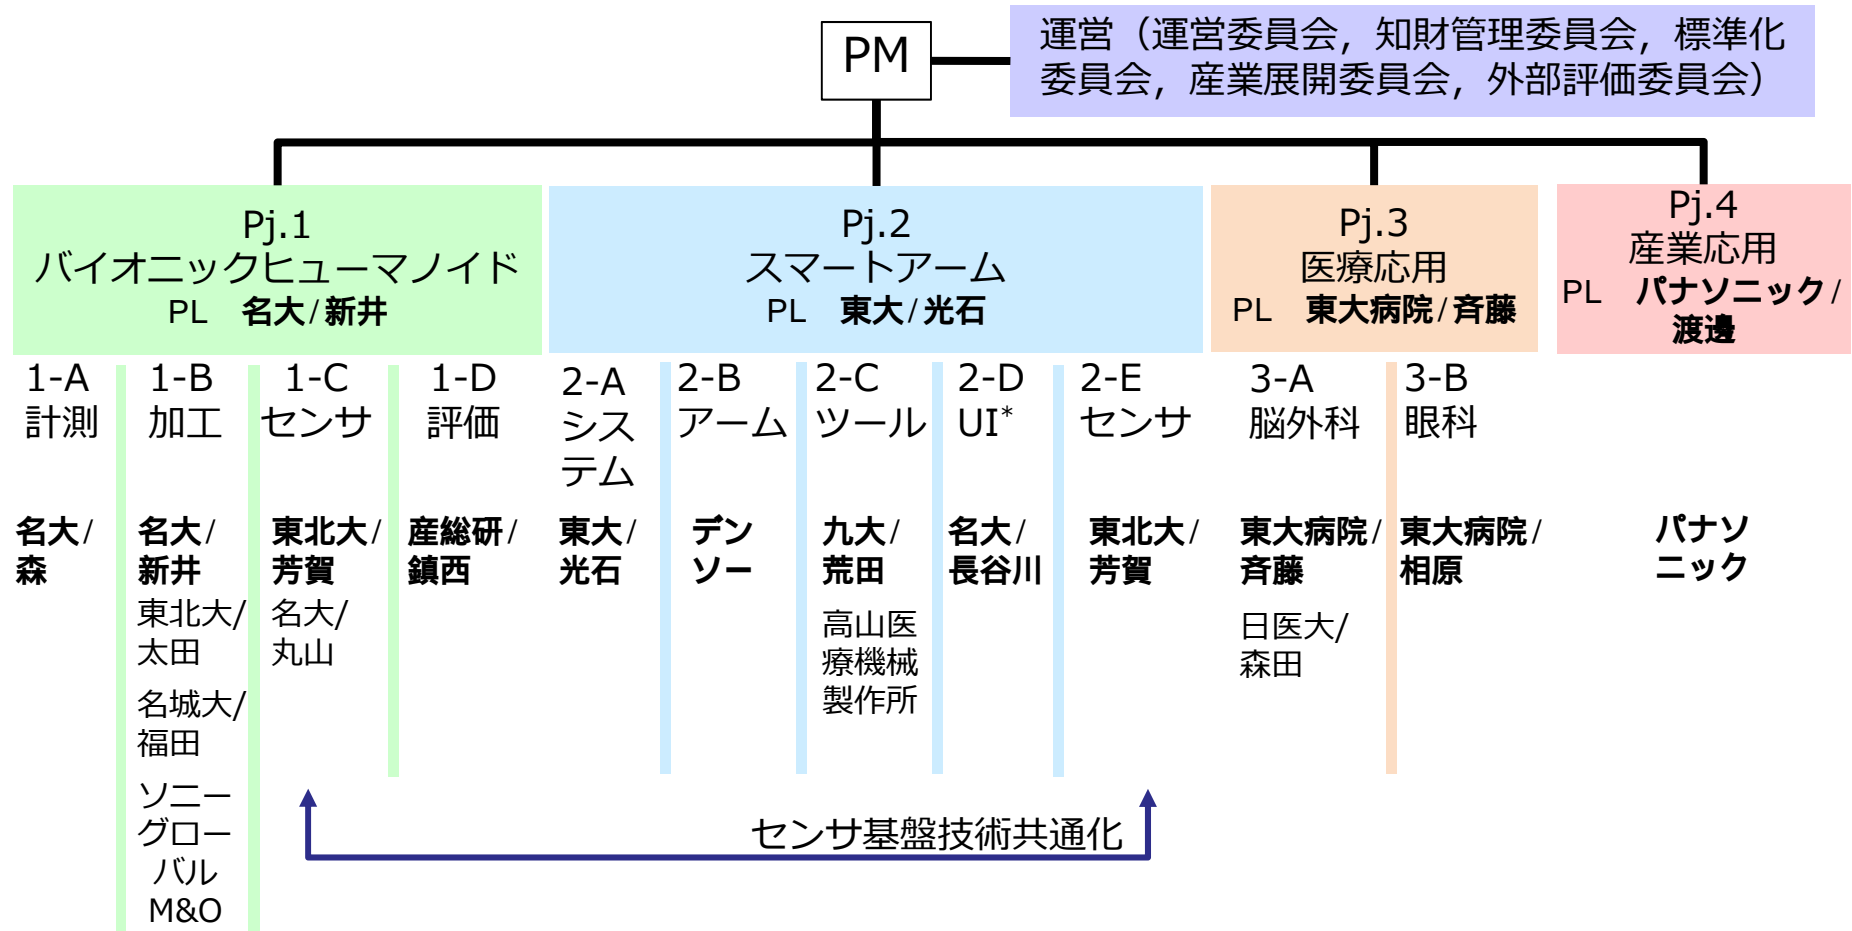 PM
運営（運営委員会，知財管理委員会，標準化
委員会，産業展開委員会，外部評価委員会）
Pj.1
バイオニックヒューマノイド
PL　名大/新井
Pj.2
スマートアーム
PL　東大/光石
Pj.3
医療応用
PL　東大病院/斉藤
Pj.4
産業応用
PL　パナソニック/
渡邊
1-A
計測
名大/
森
1-B
加工
名大/
新井
東北大/
太田
名城大/
福田
ソニー
グロー
バル
M&O
1-C
センサ
東北大/
芳賀
名大/
丸山
1-D
評価
産総研/
鎮西
2-A
シス
テム
東大/
光石
2-B
アーム
デン
ソー
2-C
ツール
九大/
荒田
高山医
療機械
製作所
2-D
UI*
名大/
長谷川
2-E
センサ
東北大/
芳賀
3-A
脳外科
東大病院/
斉藤
日医大/
森田
3-B
眼科
東大病院/
相原
パナソ
ニック
センサ基盤技術共通化